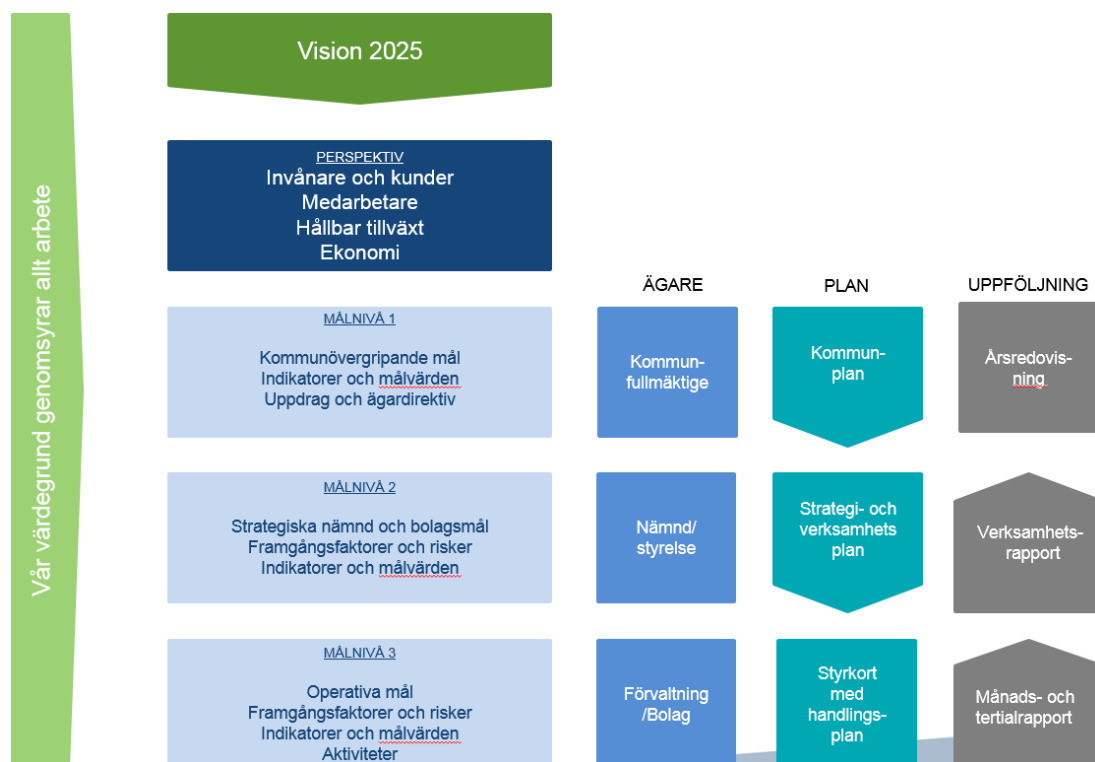 Vår värdegrund genomsyrar allt arbete
Vision 2025
PERSPEKTIV
Invånare och kunder
Medarbetare
Hållbar tillväxt
Ekonomi
ÄGARE
PLAN
UPPFÖLJNING
MÅLNIVÅ 1
Kommunövergripande mål
Indikatorer och målvärden
Uppdrag och ägardirektiv
Kommun-
fullmäktige
Kommun-
plan
Årsredovis-
ning
MÅLNIVÅ 2
Strategiska nämnd och bolagsmål
Framgångsfaktorer och risker
Indikatorer och målvärden
Nämnd/
styrelse
Strategi- och
verksamhets
plan
Verksamhets-
rapport
MÅLNIVÅ 3
Operativa mål
Framgångsfaktorer och risker
Indikatorer och målvärden
Aktiviteter
Förvaltning
/Bolag
Styrkort
med
handlings-
plan
Månads- och
tertialrapport